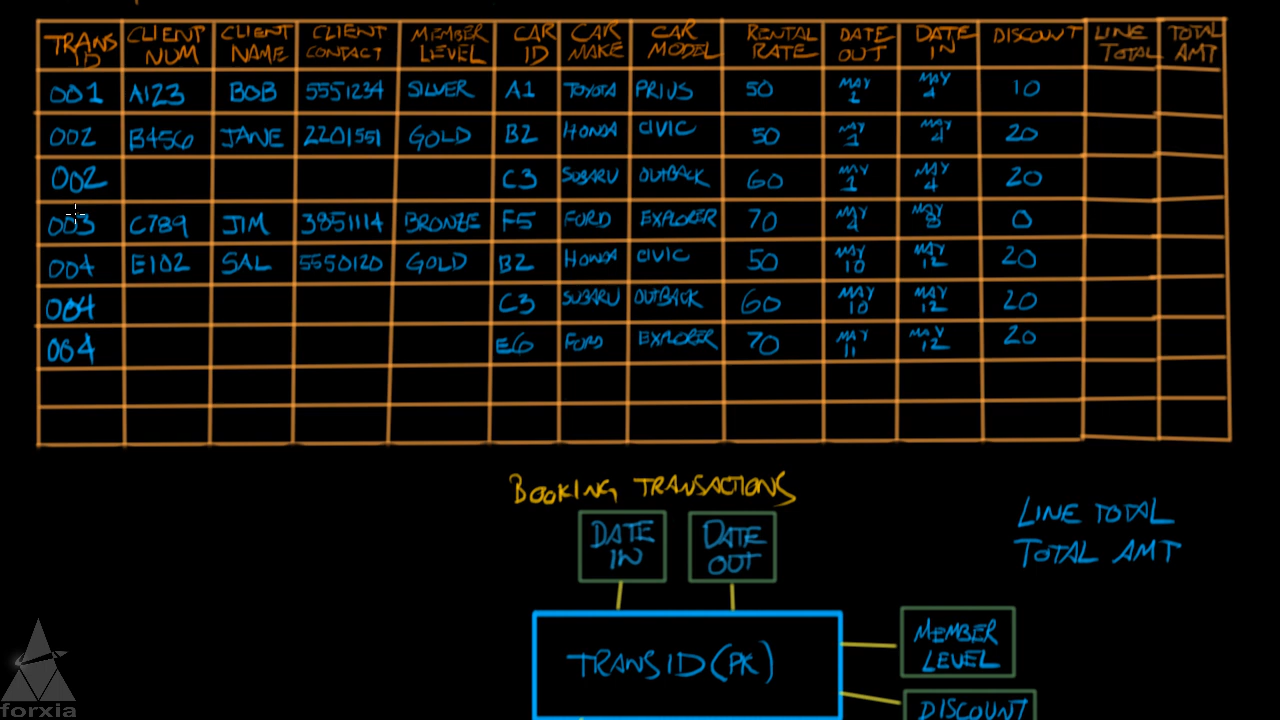 TRANS ID CLIENT NUM CLIENT NAME CLIENT CONTACT MEMBER LEVEL CAR ID CAR MAKE CAR MODEL RENTAL RATE DATE OUT DATE IN DISCOUNT LINE TOTAL TOTAL AMT
001 A123 BOB 5551234 SILVER A1 TOYOTA PRIUS 50 MAY 1 MAY 4 10
002 B456 JANE 2201551 GOLD B2 HONDA CIVIC 50 MAY 1 MAY 4 20
002 C3 SUBARU OUTBACK 60 MAY 1 MAY 4 20
003 C789 JIM 3851114 BRONZE F5 FORD EXPLORER 70 MAY 4 MAY 8 0
004 E102 SAL 5550120 GOLD B2 HONDA CIVIC 50 MAY 10 MAY 12 20
004 C3 SUBARU OUTBACK 60 MAY 10 MAY 12 20
004 E6 FORD EXPLORER 70 MAY 11 MAY 12 20
BOOKING TRANSACTIONS
LINE TOTAL
TOTAL AMT
DATE IN
DATE OUT
TRANSID(PK)
MEMBER LEVEL
DISCOUNT
forxia